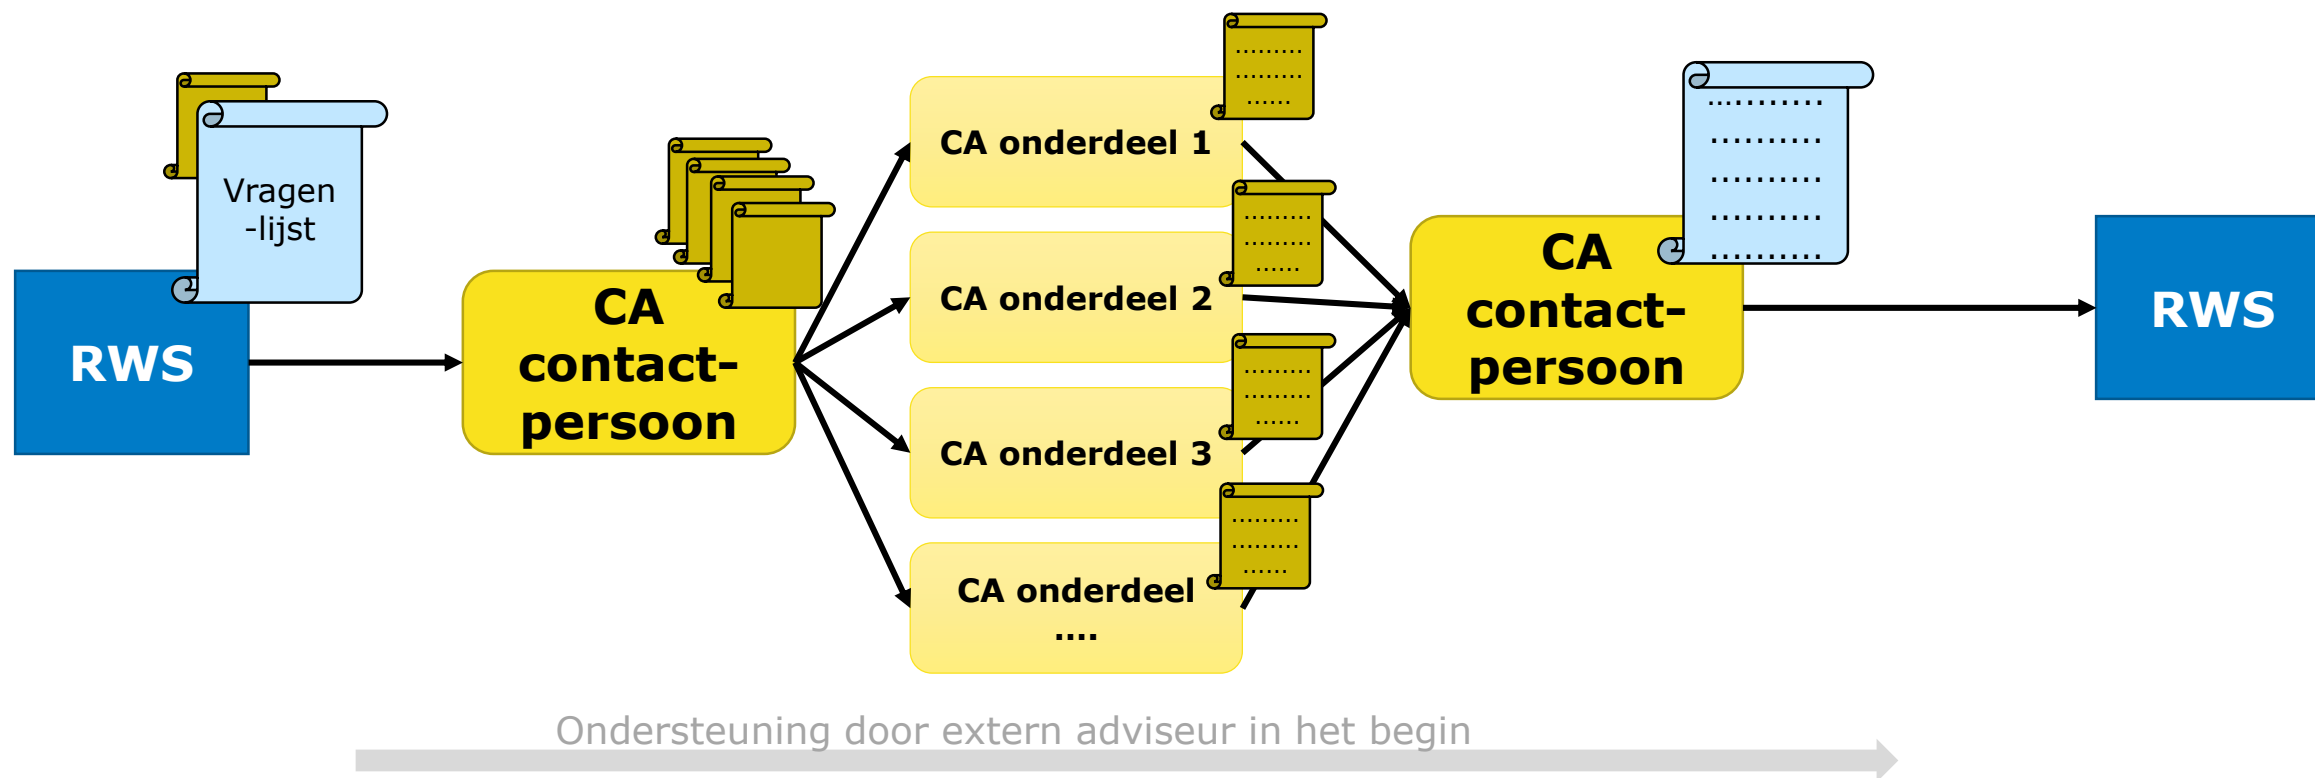 Vragen
-lijst
RWS
CA
contact-
persoon
CA onderdeel 1
CA onderdeel 2
CA onderdeel 3
CA onderdeel
....
.........
.........
......
.........
.........
......
.........
.........
......
.........
.........
......
CA
contact-
persoon
...........
..........
..........
..........
..........
RWS
Ondersteuning door extern adviseur in het begin